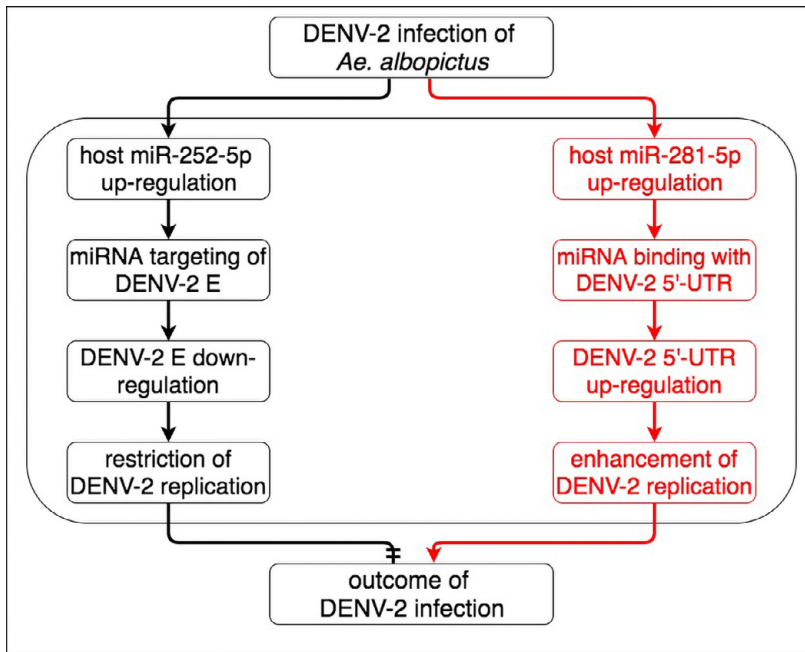 DENV-2 infection of
Ae. albopictus
host miR-252-5p
up-regulation
miRNA targeting of
DENV-2 E
DENV-2 E down-
regulation
restriction of
DENV-2 replication
host miR-281-5p
up-regulation
miRNA binding with
DENV-2 5'-UTR
DENV-2 5'-UTR
up-regulation
enhancement of
DENV-2 replication
outcome of
DENV-2 infection